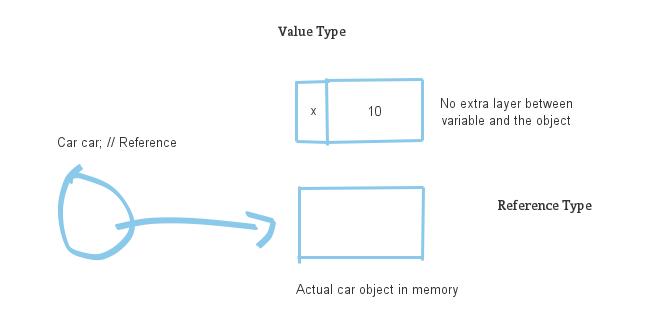 Value Type
x
10
No extra layer between
variable and the object
Car car; // Reference
Reference Type
Actual car object in memory